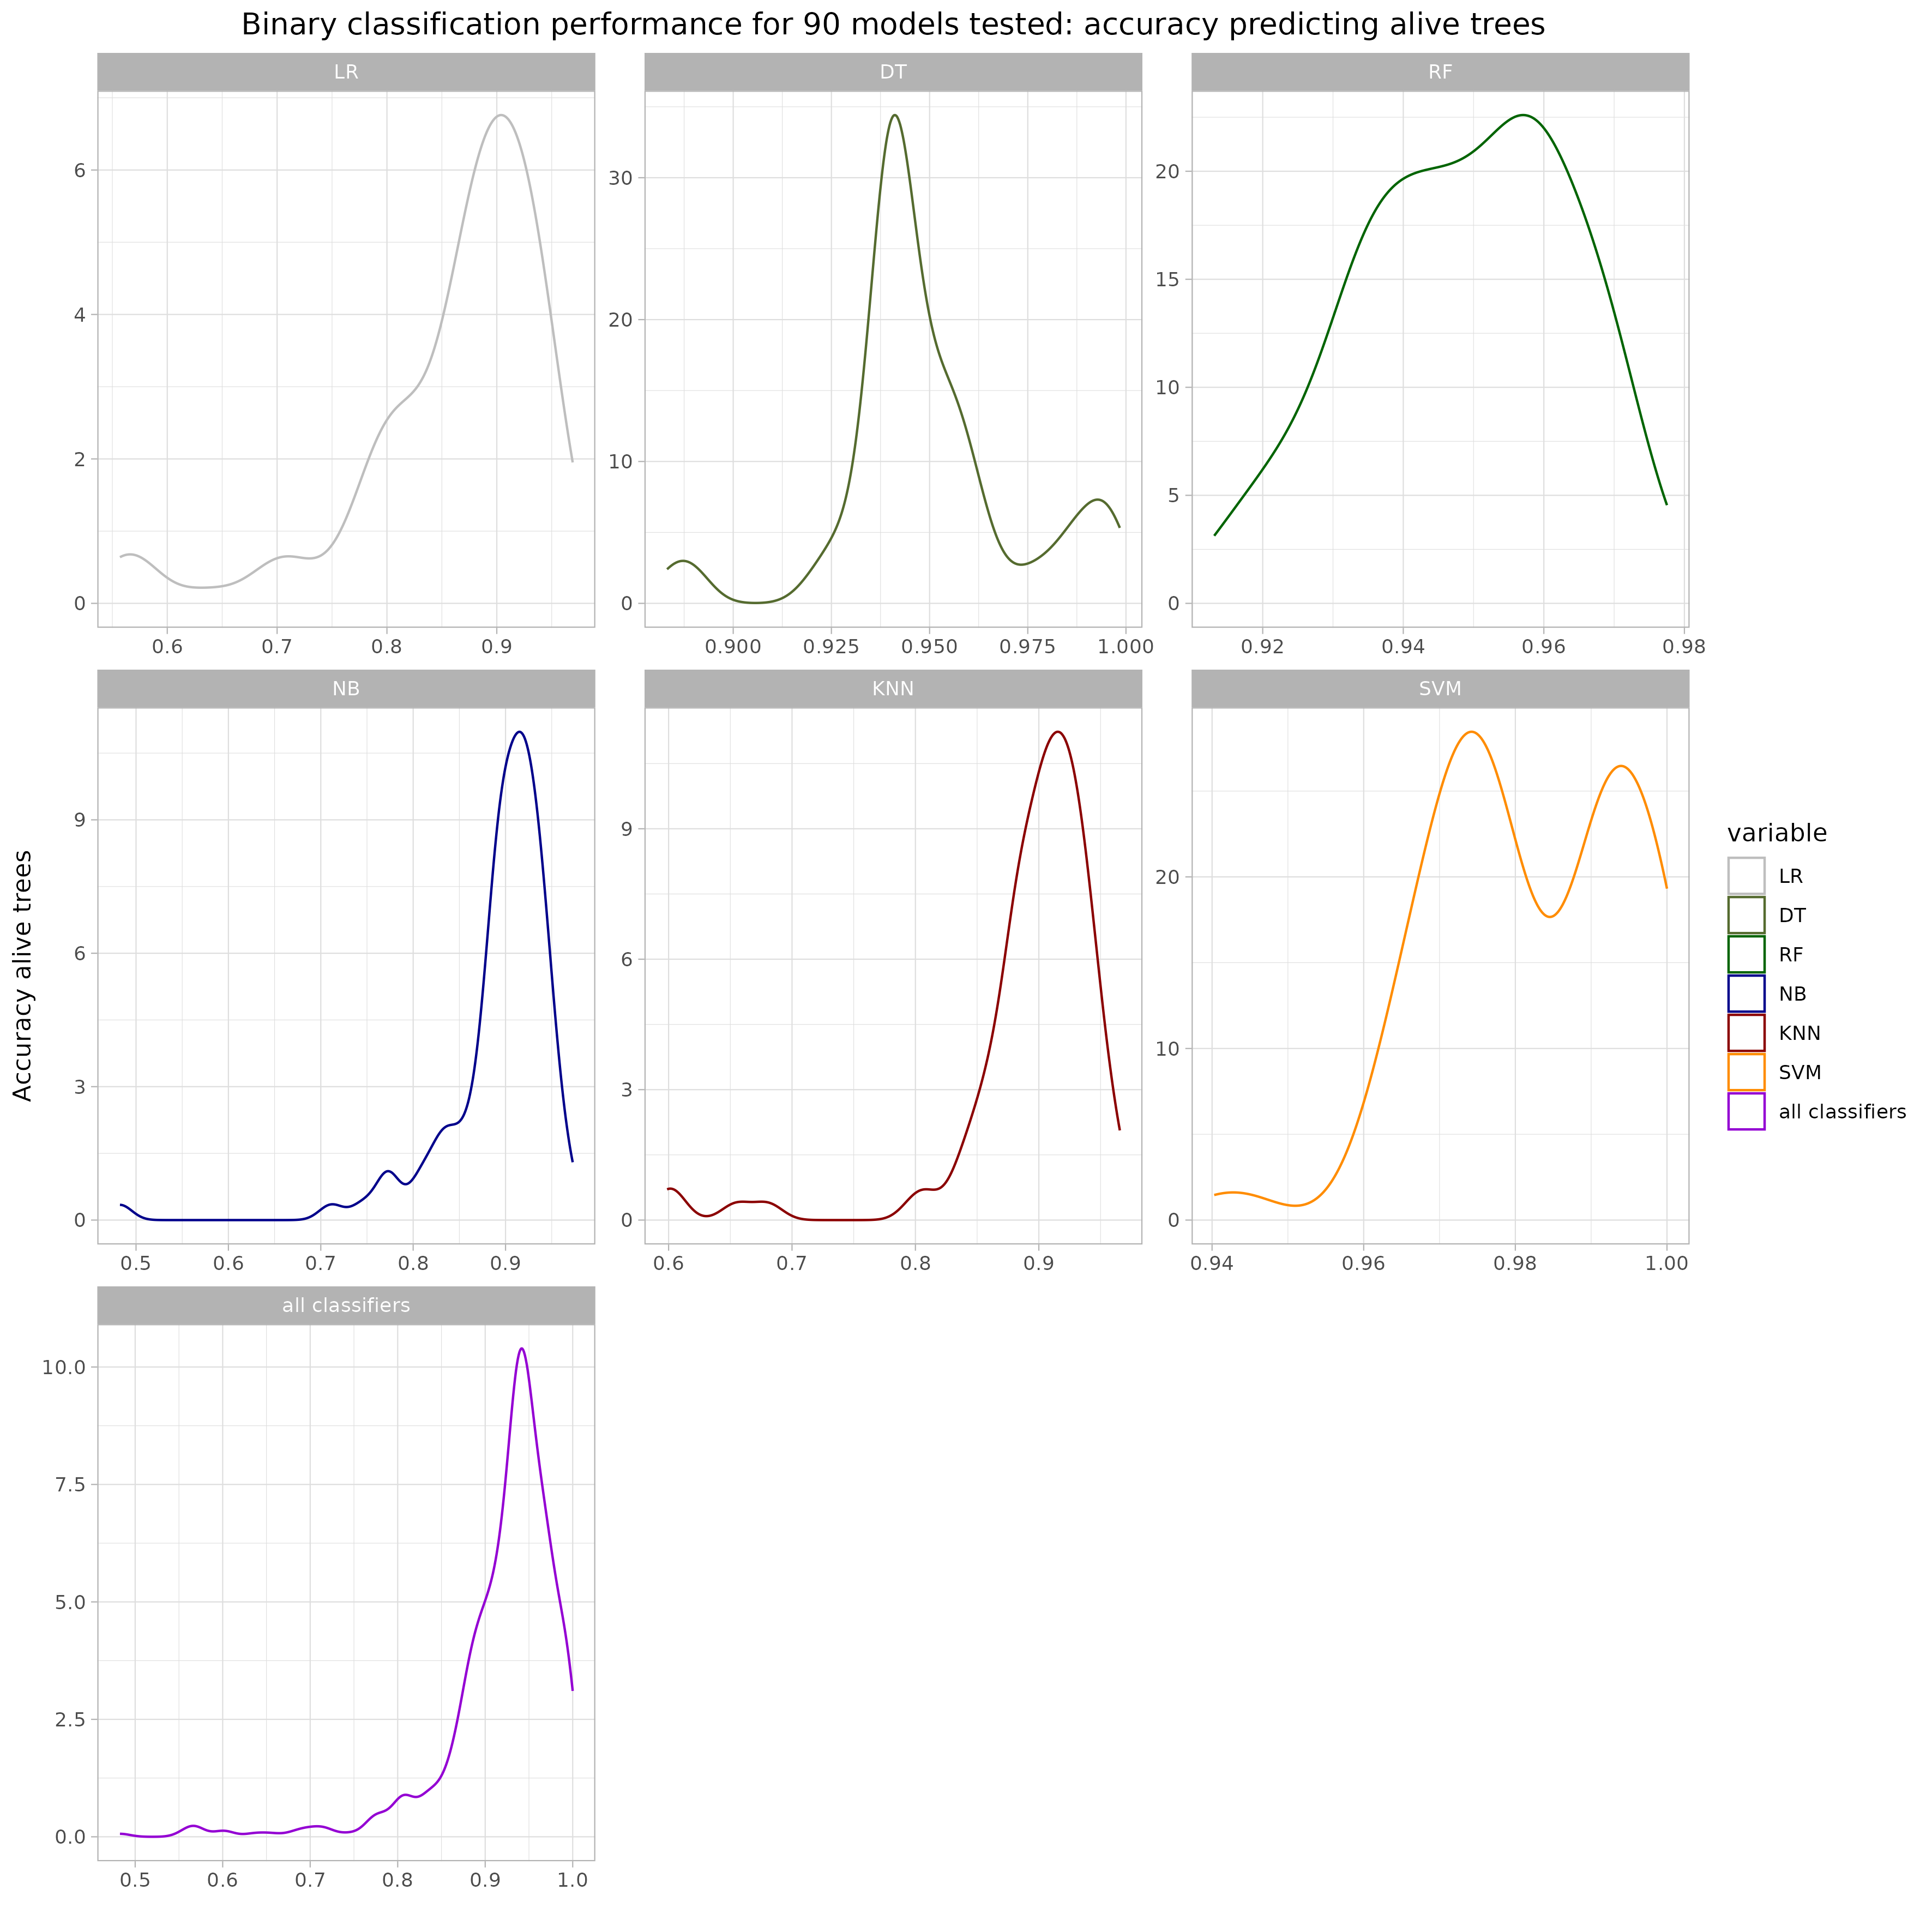 Binary classification performance for 90 models tested: accuracy predicting alive trees
LR
DT
RF
6
4
2
0
30
20
10
0
20
15
10
5
0
0.6 0.7 0.8 0.9
0.900 0.925 0.950 0.975 1.000
0.92 0.94 0.96 0.98
NB
KNN
SVM
9
6
3
0
9
6
3
0
20
10
0
0.5 0.6 0.7 0.8 0.9
0.6 0.7 0.8 0.9
0.94 0.96 0.98 1.00
all classifiers
10.0
7.5
5.0
2.5
0.0
0.5 0.6 0.7 0.8 0.9 1.0
Accuracy alive trees
variable
LR
DT
RF
NB
KNN
SVM
all classifiers